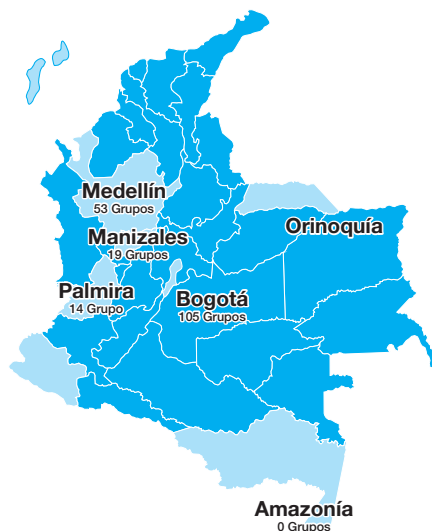 Medellín
53 Grupos
Orinoquía
Manizales
19 Grupos
Palmira
14 Grupo
Bogotá
105 Grupos
Amazonía
0 Grupos